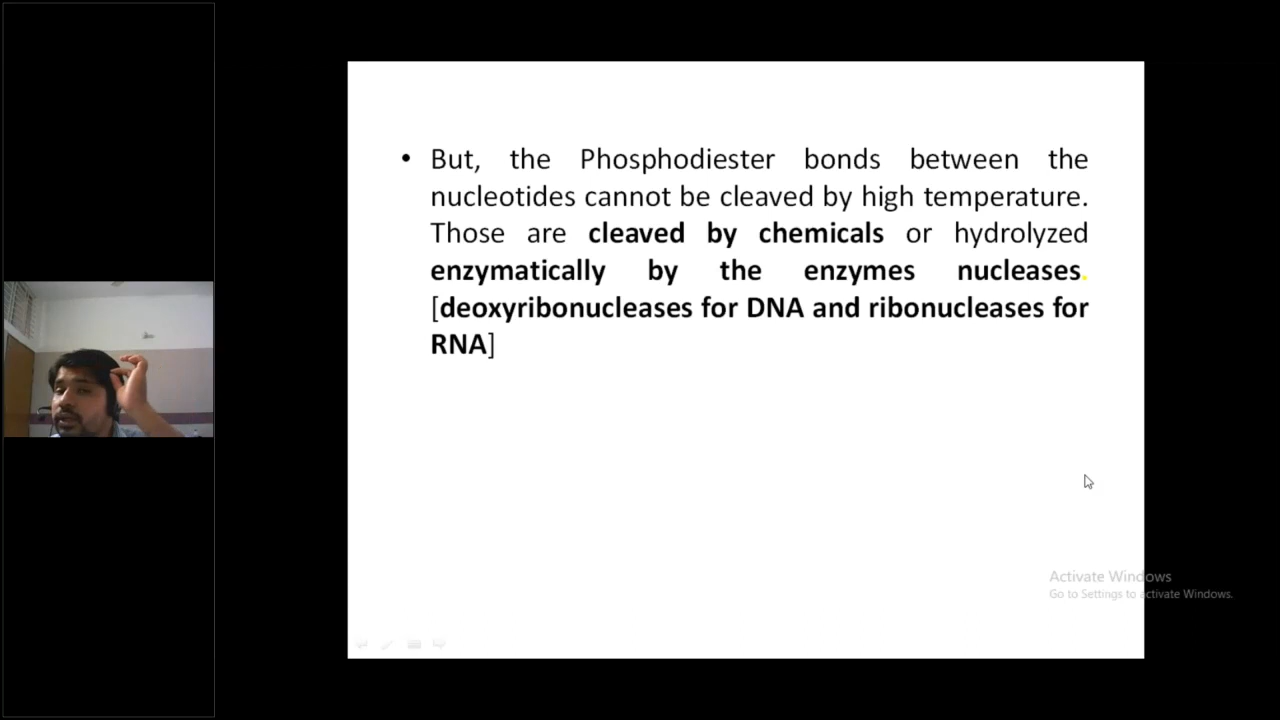 • But, the Phosphodiester bonds between the
nucleotides cannot be cleaved by high temperature.
Those are cleaved by chemicals or hydrolyzed
enzymatically by the enzymes nucleases.
[deoxyribonucleases for DNA and ribonucleases for
RNA]
Activate Windows
Go to Settings to activate Windows.